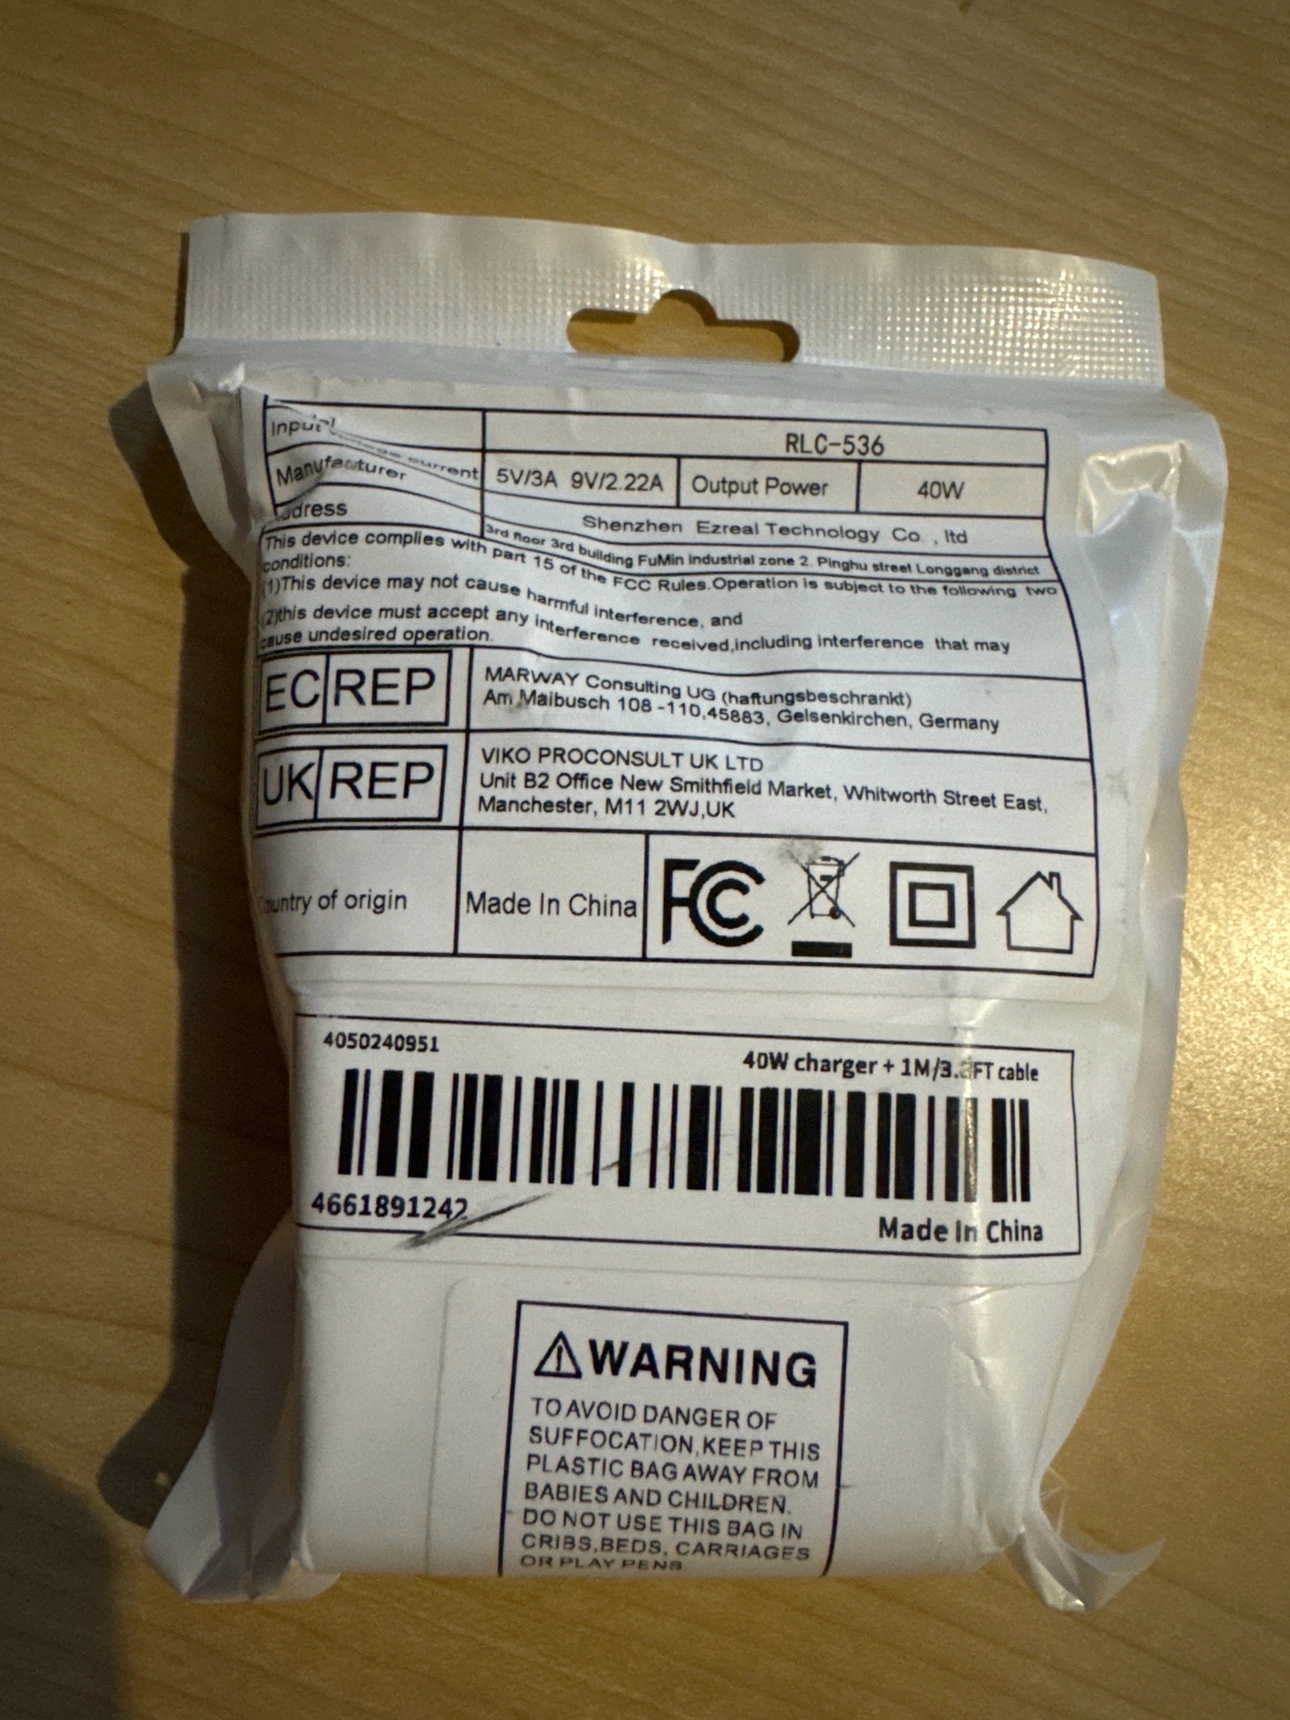 RLC-536
Input current 5V/3A 9V/2.22A Output Power 40W
Manufacturer Shenzhen Ezreal Technology Co., ltd
3rd floor 3rd building FuMin industrial zone 2. Pinghu street Longgang district
This device complies with part 15 of the FCC Rules.Operation is subject to the following two
conditions:
(1)This device may not cause harmful interference, and
(2)this device must accept any interference received,including interference that may
cause undesired operation.
EC REP
MARWAY Consulting UG (haftungsbeschrankt)
Am Maibusch 108-110,45883, Gelsenkirchen, Germany
UK REP
VIKO PROCONSULT UK LTD
Unit B2 Office New Smithfield Market, Whitworth Street East,
Manchester, M11 2WJ,UK
Country of origin Made In China FC
4050240951
40W charger + 1M/3.3FT cable
4661891242
Made In China
WARNING
TO AVOID DANGER OF
SUFFOCATION,KEEP THIS
PLASTIC BAG AWAY FROM
BABIES AND CHILDREN.
DO NOT USE THIS BAG IN
CRIBS,BEDS, CARRIAGES
OR PLAY PENS